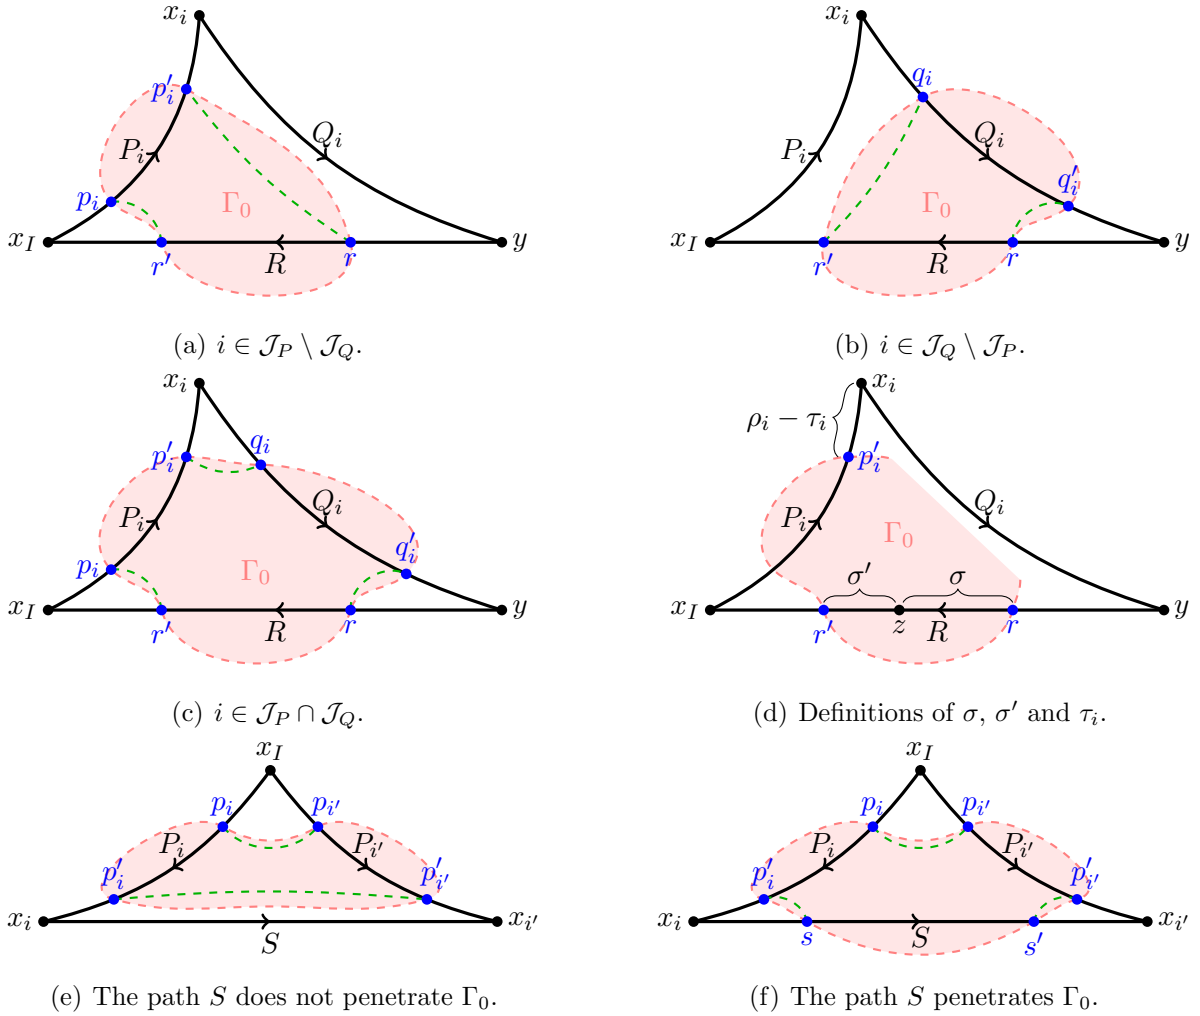 x_i
x_i
p'_i
q_i
P_i
Q_i
P_i
Q_i
p_i
Γ_0
Γ_0
q'_i
x_I
y
x_I
y
r'
R
r
r'
R
r
(a) i ∈ 𝒥_P \ 𝒥_Q.
(b) i ∈ 𝒥_Q \ 𝒥_P.
x_i
x_i
ρ_i − τ_i
p'_i
q_i
p'_i
P_i
Q_i
P_i
Q_i
Γ_0
p_i
Γ_0
q'_i
σ'
σ
x_I
y
x_I
y
r'
R
r
r'
z
R
r
(c) i ∈ 𝒥_P ∩ 𝒥_Q.
(d) Definitions of σ, σ' and τ_i.
x_I
x_I
p_i
p_{i'}
p_i
p_{i'}
P_i
P_{i'}
P_i
P_{i'}
p'_i
p'_{i'}
p'_i
p'_{i'}
x_i
x_{i'}
x_i
x_{i'}
S
s
S
s'
(e) The path S does not penetrate Γ_0.
(f) The path S penetrates Γ_0.